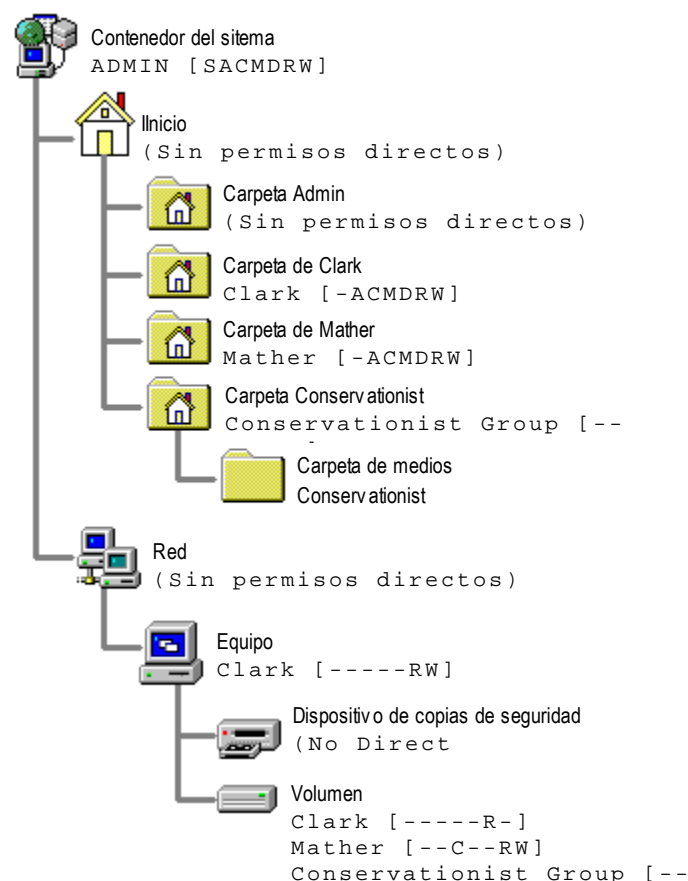 Contenedor del sitema
ADMIN [SACMDRW]
IInicio
(Sin permisos directos)
Carpeta Admin
(Sin permisos directos)
Carpeta de Clark
Clark [-ACMDRW]
Carpeta de Mather
Mather [-ACMDRW]
Carpeta Conservationist
Conservationist Group [--
Carpeta de medios
Conservationist
Red
(Sin permisos directos)
Equipo
Clark [-----RW]
Dispositivo de copias de seguridad
(No Direct
Volumen
Clark [-----R-]
Mather [--C--RW]
Conservationist Group [--